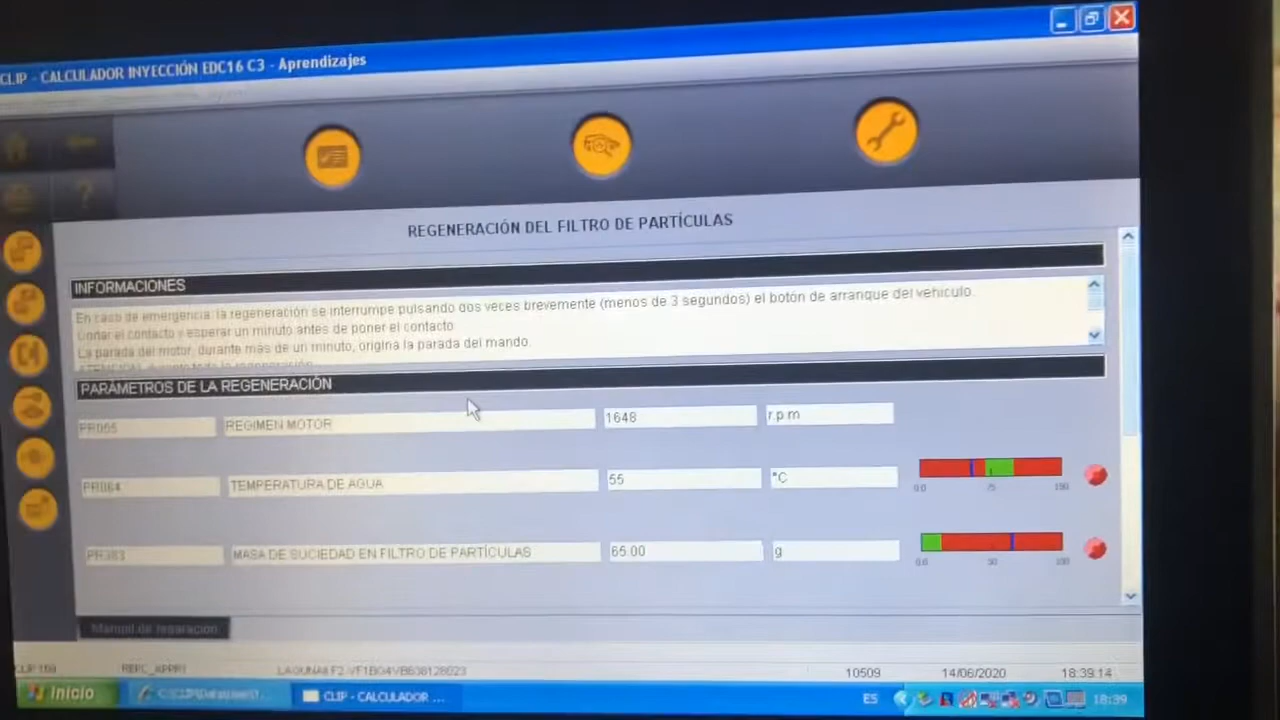 CLIP - CALCULADOR INYECCIÓN EDC16 C3 - Aprendizajes
?
REGENERACIÓN DEL FILTRO DE PARTÍCULAS
INFORMACIONES
En caso de emergencia: la regeneración se interrumpe pulsando dos veces brevemente (menos de 3 segundos) el botón de arranque del vehículo.
el contacto y esperar un minuto antes de poner el contacto
La parada del motor, durante más de un minuto, origina la parada del mando.
PARÁMETROS DE LA REGENERACIÓN
PR055 REGIMEN MOTOR 1648 r.p.m
PR064 TEMPERATURA DE AGUA 55 °C
0.0 75 150
PR383 MASA DE SUCIEDAD EN FILTRO DE PARTÍCULAS 65.00 g
0.0 50 100
Manual de reparación
10509 14/06/2020 18:39:14
Inicio CLIP - CALCULADOR ... ES 18:39